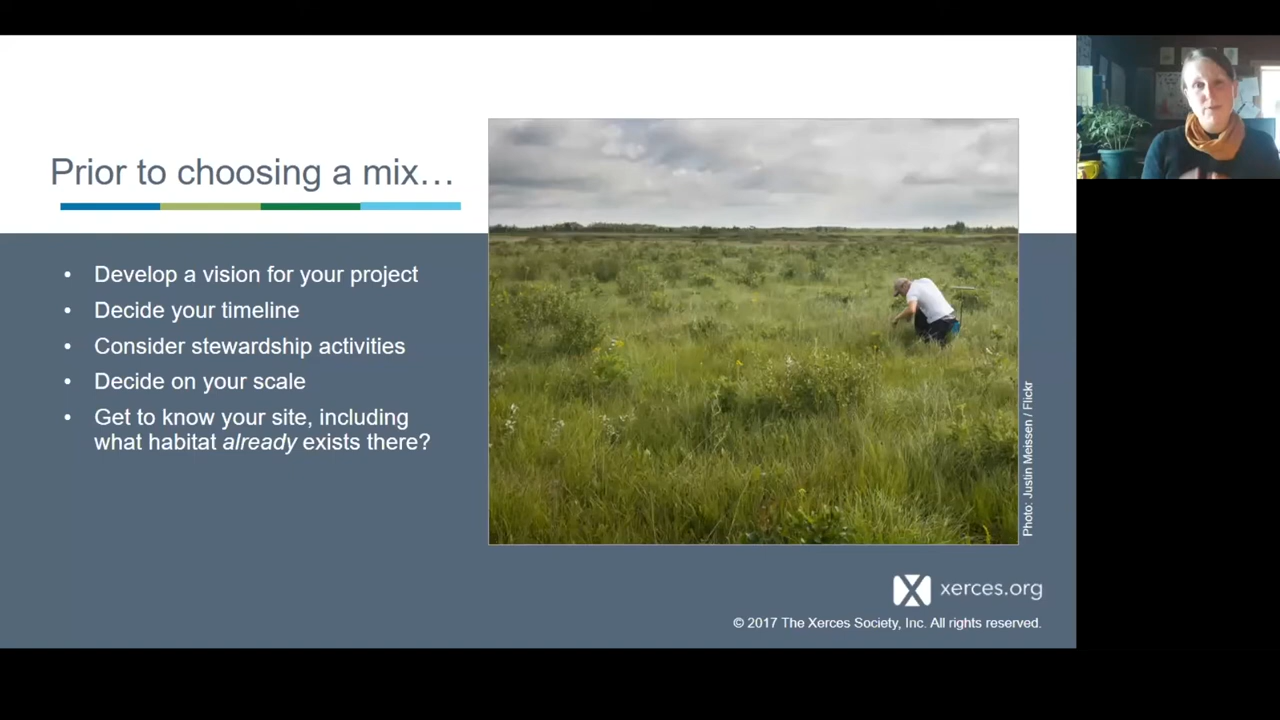 Prior to choosing a mix…
• Develop a vision for your project
• Decide your timeline
• Consider stewardship activities
• Decide on your scale
• Get to know your site, including
what habitat already exists there?
Photo: Justin Meissen / Flickr
xerces.org
© 2017 The Xerces Society, Inc. All rights reserved.